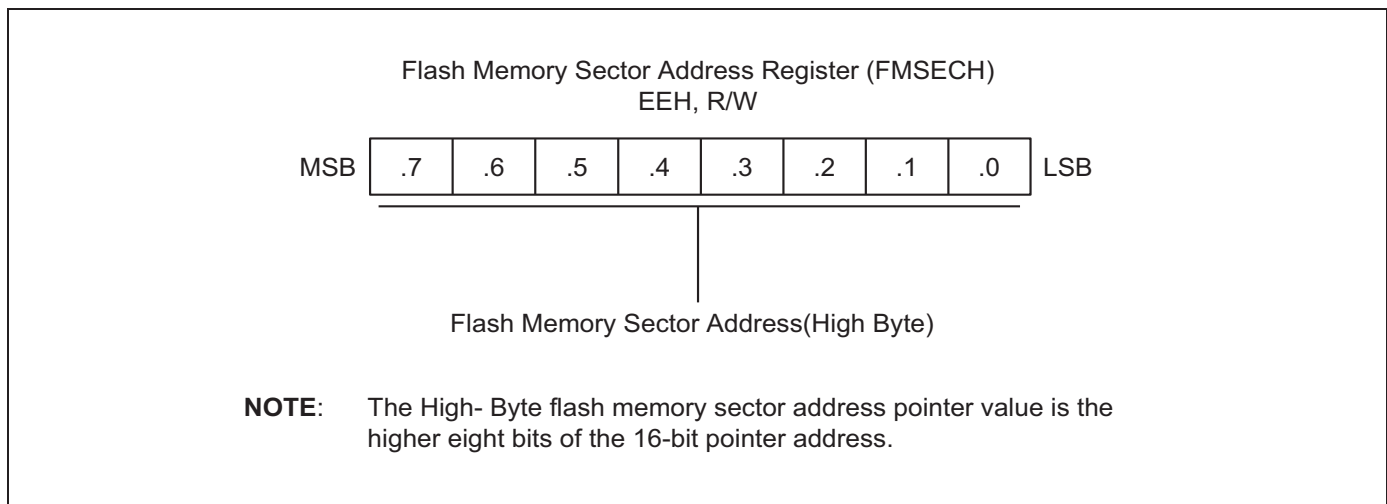 Flash Memory Sector Address Register (FMSECH)
EEH, R/W
MSB .7 .6 .5 .4 .3 .2 .1 .0 LSB
Flash Memory Sector Address(High Byte)
NOTE: The High- Byte flash memory sector address pointer value is the
higher eight bits of the 16-bit pointer address.